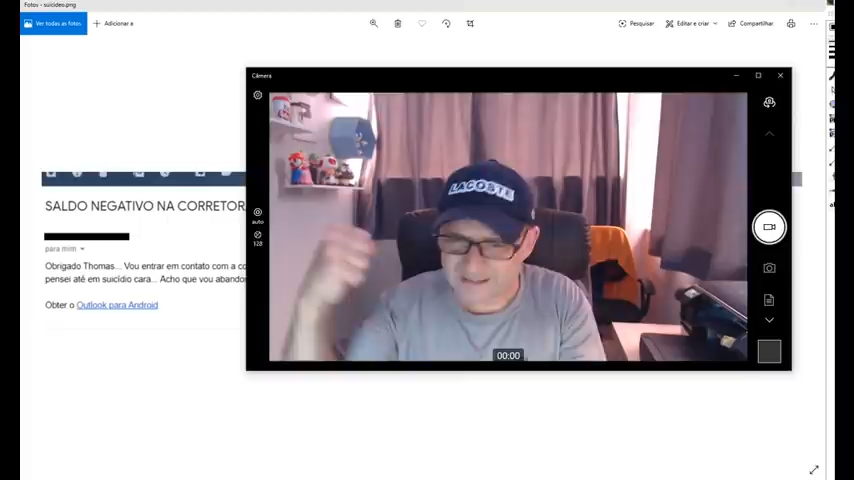 Fotos - suicideo.png
Ver todas as fotos
Adicionar a
Pesquisar
Editar e criar
Compartilhar
Câmera
LACOSTE
auto
128
SALDO NEGATIVO NA CORRETOR
para mim
Obrigado Thomas... Vou entrar em contato com a co
pensei até em suicídio cara... Acho que vou abandon
Obter o Outlook para Android
00:00